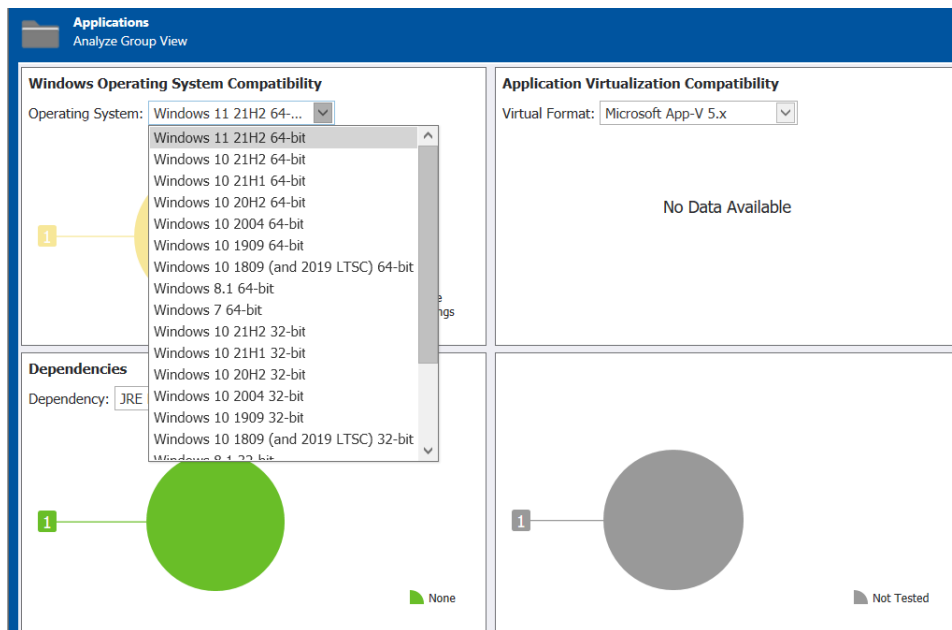 Applications
Analyze Group View
Windows Operating System Compatibility
Operating System: Windows 11 21H2 64-...
Windows 11 21H2 64-bit
Windows 10 21H2 64-bit
Windows 10 21H1 64-bit
Windows 10 20H2 64-bit
Windows 10 2004 64-bit
Windows 10 1909 64-bit
Windows 10 1809 (and 2019 LTSC) 64-bit
Windows 8.1 64-bit
Windows 7 64-bit
Windows 10 21H2 32-bit
Windows 10 21H1 32-bit
Windows 10 20H2 32-bit
Windows 10 2004 32-bit
Windows 10 1909 32-bit
Windows 10 1809 (and 2019 LTSC) 32-bit
Windows 8.1 32-bit
1
Application Virtualization Compatibility
Virtual Format: Microsoft App-V 5.x
No Data Available
Dependencies
Dependency: JRE
1
None
1
Not Tested